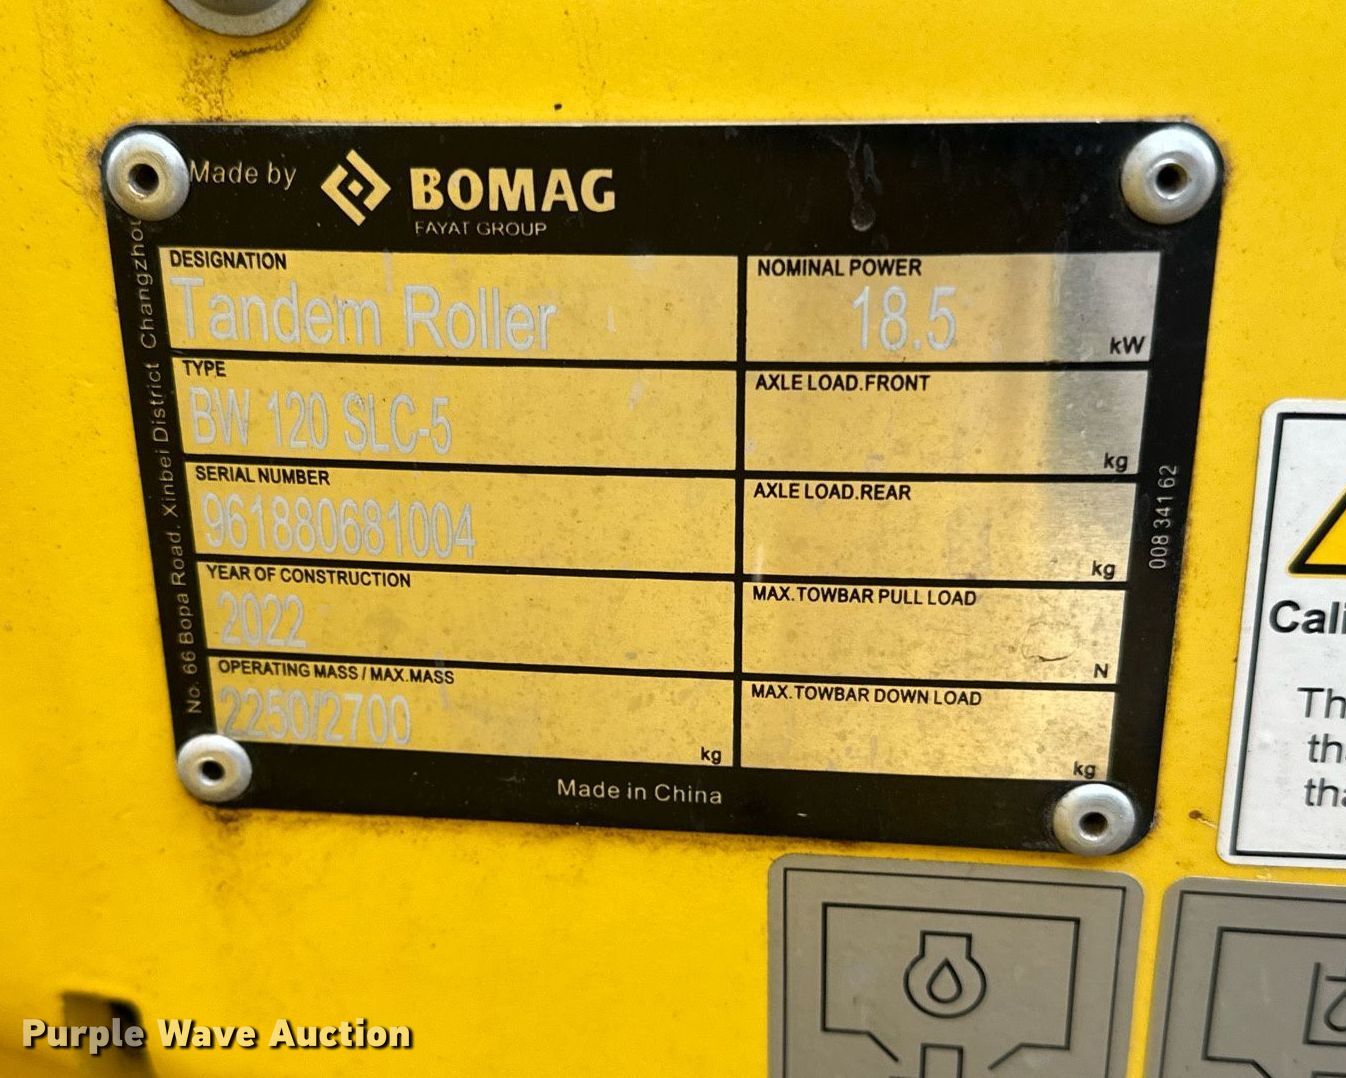 Made by
BOMAG
FAYAT GROUP
DESIGNATION
Tandem Roller
NOMINAL POWER
18.5
kW
TYPE
BW 120 SLC-5
AXLE LOAD.FRONT
kg
SERIAL NUMBER
961880681004
AXLE LOAD.REAR
kg
YEAR OF CONSTRUCTION
2022
MAX.TOWBAR PULL LOAD
N
OPERATING MASS / MAX.MASS
2250/2700
kg
MAX.TOWBAR DOWN LOAD
kg
Made in China
No. 66 Bopa Road, Xinbei District Changzhou
008 341 62
Cali
Th
tha
tha
Purple Wave Auction